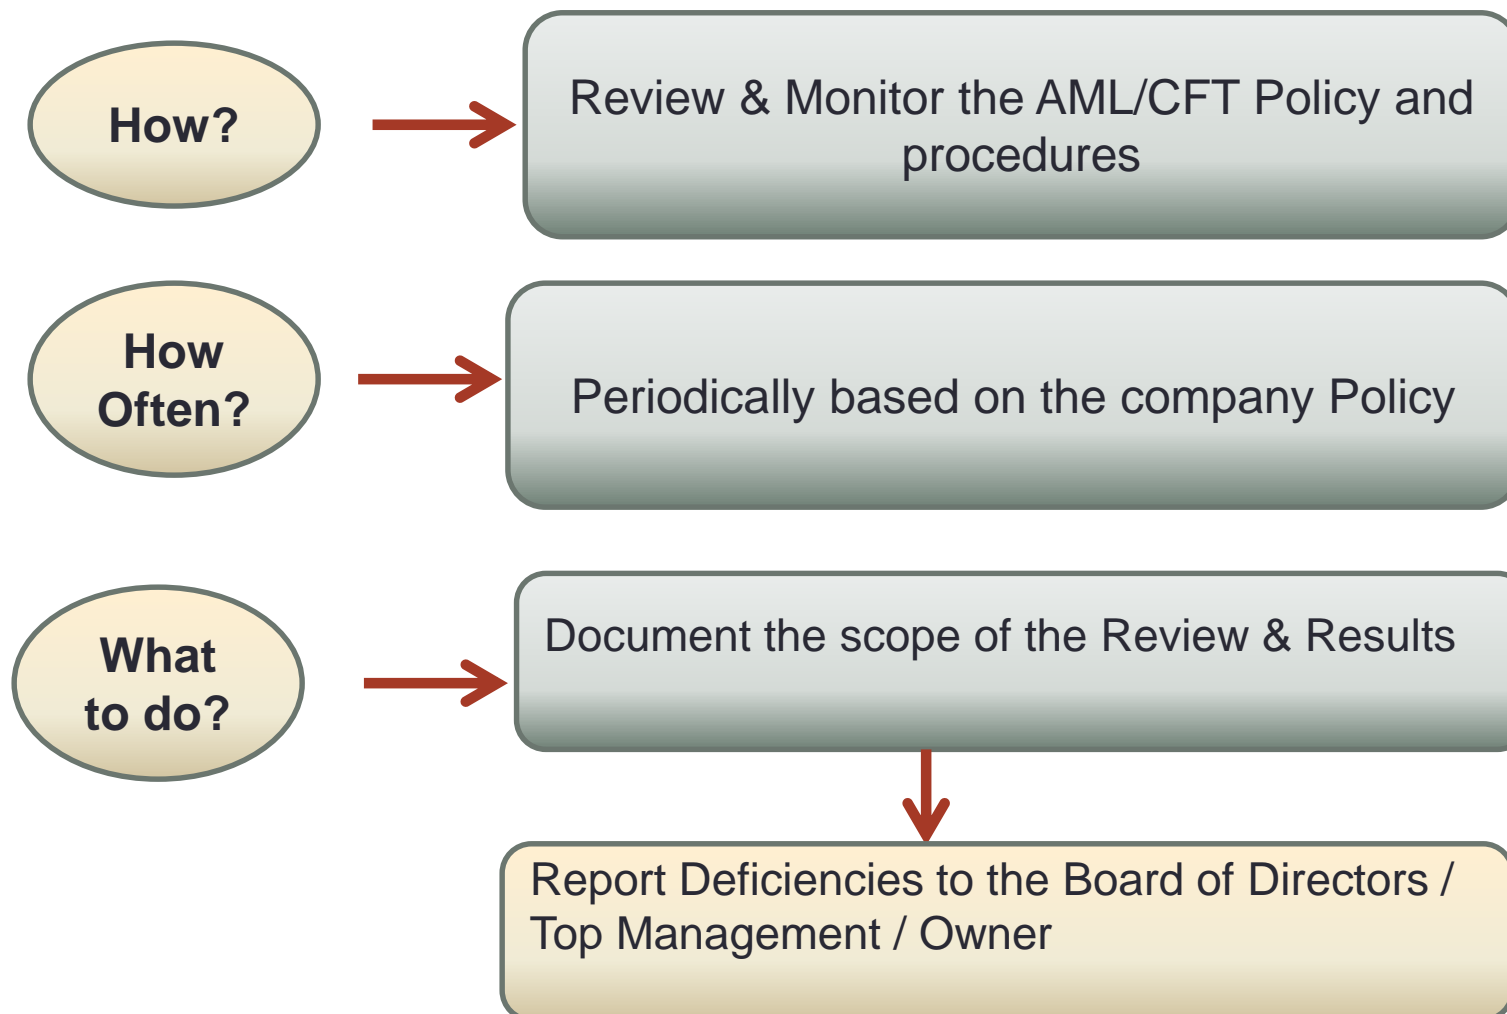 How?
Review & Monitor the AML/CFT Policy and
procedures
How
Often?
Periodically based on the company Policy
What
to do?
Document the scope of the Review & Results
Report Deficiencies to the Board of Directors /
Top Management / Owner